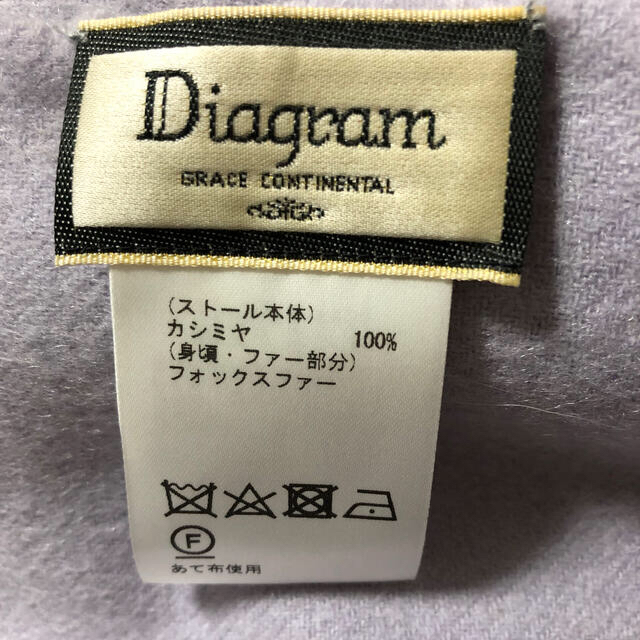 Diagram
GRACE CONTINENTAL
(ストール本体)
カシミヤ 100%
(身頃・ファー部分)
フォックスファー
F
あて布使用